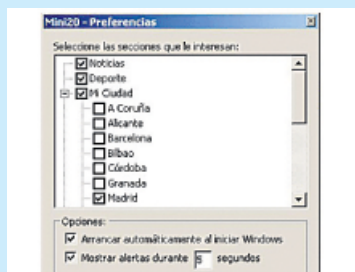 Mini20 - Preferencias
Seleccione las secciones que le interesan:
Noticias
Deporte
Mi Ciudad
A Coruña
Alicante
Barcelona
Bilbao
Córdoba
Granada
Madrid
Opciones:
Arrancar automáticamente al iniciar Windows
Mostrar alertas durante 5 segundos